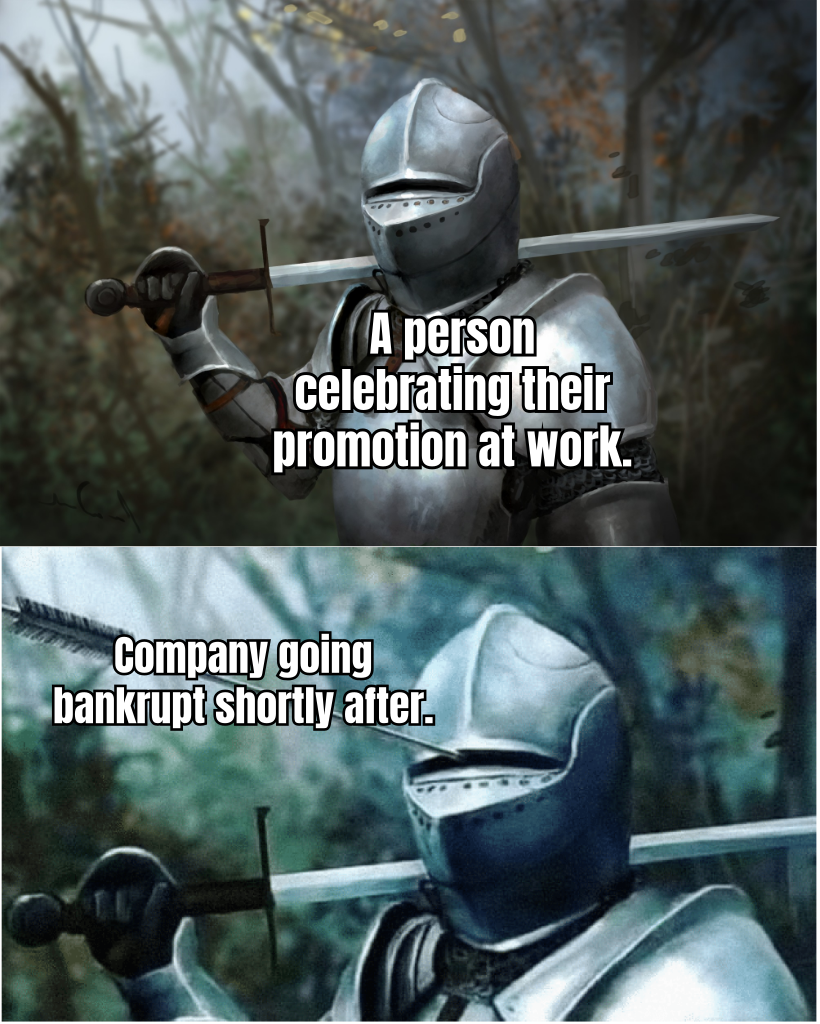 A person
celebrating their
promotion at work.
Company going
bankrupt shortly after.